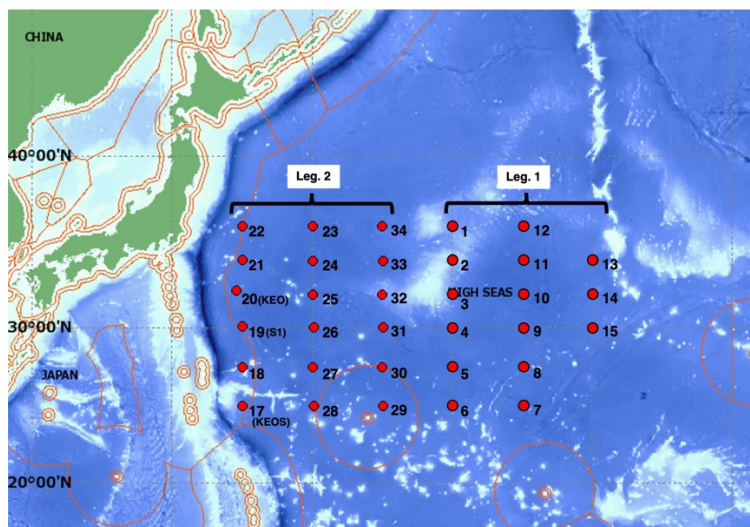 CHINA
40°00'N
Leg. 2
Leg. 1
22 23 34 1 12
21 24 33 2 11 13
20(KEO) 25 32 HIGH SEAS 3 10 14
30°00'N
19(S1) 26 31 4 9 15
JAPAN
18 27 30 5 8
17 28 29 6 7
(KEOS)
20°00'N